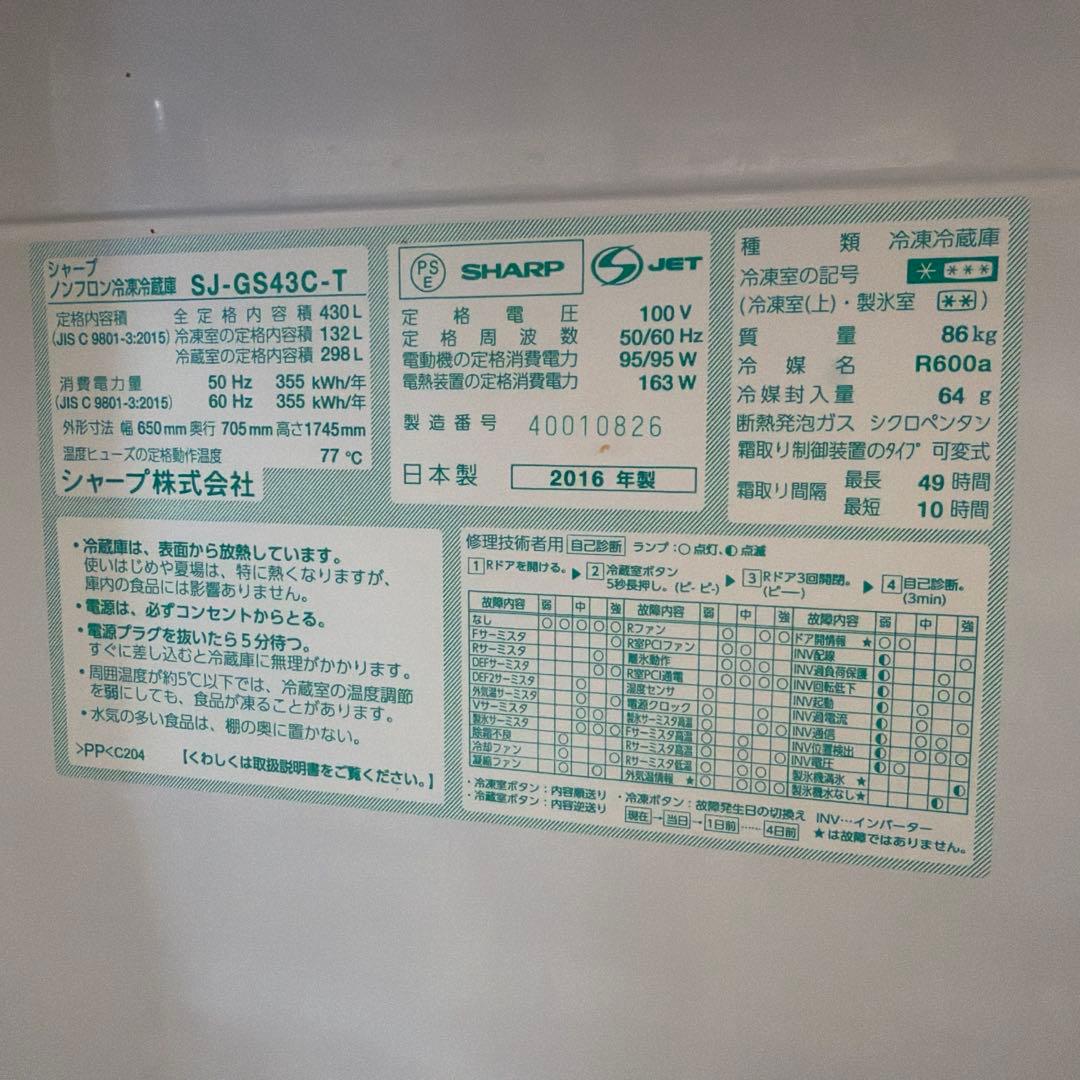 シャープ
ノンフロン冷凍冷蔵庫 SJ-GS43C-T
定格内容積 全定格内容積 430 L
(JIS C 9801-3:2015) 冷凍室の定格内容積 132 L
冷蔵室の定格内容積 298 L
消費電力量 50 Hz 355 kWh/年
(JIS C 9801-3:2015) 60 Hz 355 kWh/年
外形寸法 幅 650mm 奥行 705mm 高さ1745mm
温度ヒューズの定格動作温度 77 ℃
シャープ株式会社
PS
E
SHARP
S JET
定格電圧 100 V
定格周波数 50/60 Hz
電動機の定格消費電力 95/95 W
電熱装置の定格消費電力 163 W
製造番号 40010826
日本製 2016 年製
種類 冷凍冷蔵庫
冷凍室の記号 * ***
(冷凍室(上)・製氷室 **)
質量 86 kg
冷媒名 R600a
冷媒封入量 64 g
断熱発泡ガス シクロペンタン
霜取り制御装置のタイプ 可変式
霜取り間隔 最長 49 時間
最短 10 時間
・冷蔵庫は、表面から放熱しています。
使いはじめや夏場は、特に熱くなりますが、
庫内の食品には影響ありません。
・電源は、必ずコンセントからとる。
・電源プラグを抜いたら5分待つ。
すぐに差し込むと冷蔵庫に無理がかかります。
・周囲温度が約5℃以下では、冷蔵室の温度調節
を弱にしても、食品が凍ることがあります。
・水気の多い食品は、棚の奥に置かない。
>PP<C204 【くわしくは取扱説明書をご覧ください。】
修理技術者用 自己診断 ランプ：○点灯、◐点滅
1 Rドアを開ける。▶ 2 冷蔵室ボタン 5秒長押し。(ピ- ピ-) ▶ 3 Rドア3回開閉。(ピー) ▶ 4 自己診断。(3min)
故障内容 弱 中 強 故障内容 弱 中 強 故障内容 弱 中 強
なし
Fサーミスタ
Rサーミスタ
DEFサーミスタ
DEF2サーミスタ
外気温サーミスタ
Vサーミスタ
製氷サーミスタ
除霜不良
冷却ファン
凝縮ファン
Rファン
R室PCIファン
離氷動作
R室PCI通電
湿度センサ
電源クロック
製氷サーミスタ高温
Fサーミスタ高温
Rサーミスタ高温
Rサーミスタ低温
外気温情報 ★
ドア開情報 ★
INV配線
INV過負荷保護
INV回転低下
INV起動
INV過電流
INV通信
INV位置検出
INV電圧
製氷機満氷 ★
製氷機水なし★
・冷凍室ボタン：内容順送り
・冷蔵室ボタン：内容逆送り
・冷凍ボタン：故障発生日の切換え
現在 → 当日 → 1日前 …… 4日前
INV…インバーター
★は故障ではありません。